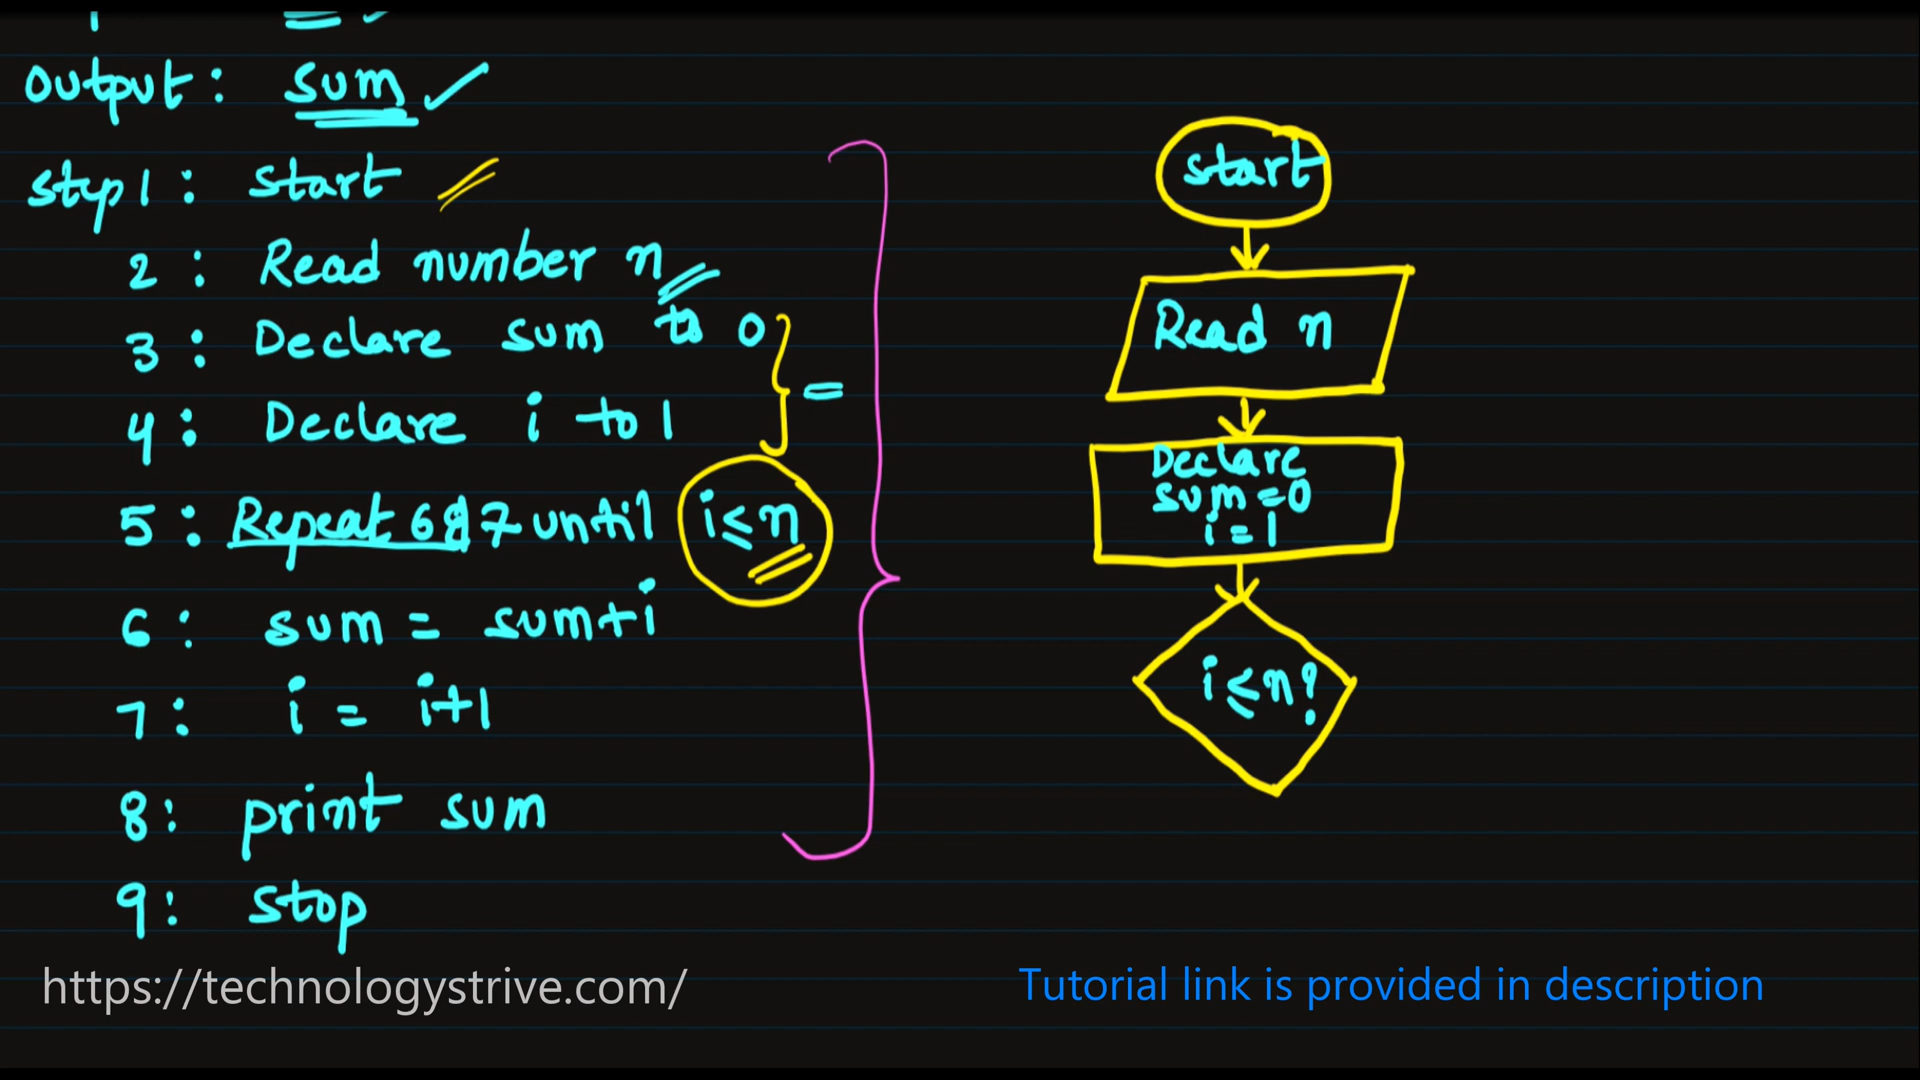 output: sum
step 1: start
2: Read number n
3: Declare sum to 0
4: Declare i to 1
5: Repeat 6 & 7 until i≤n
6: sum = sum+i
7: i = i+1
8: print sum
9: stop
start
Read n
Declare
sum=0
i=1
i≤n?
https://technologystrive.com/
Tutorial link is provided in description